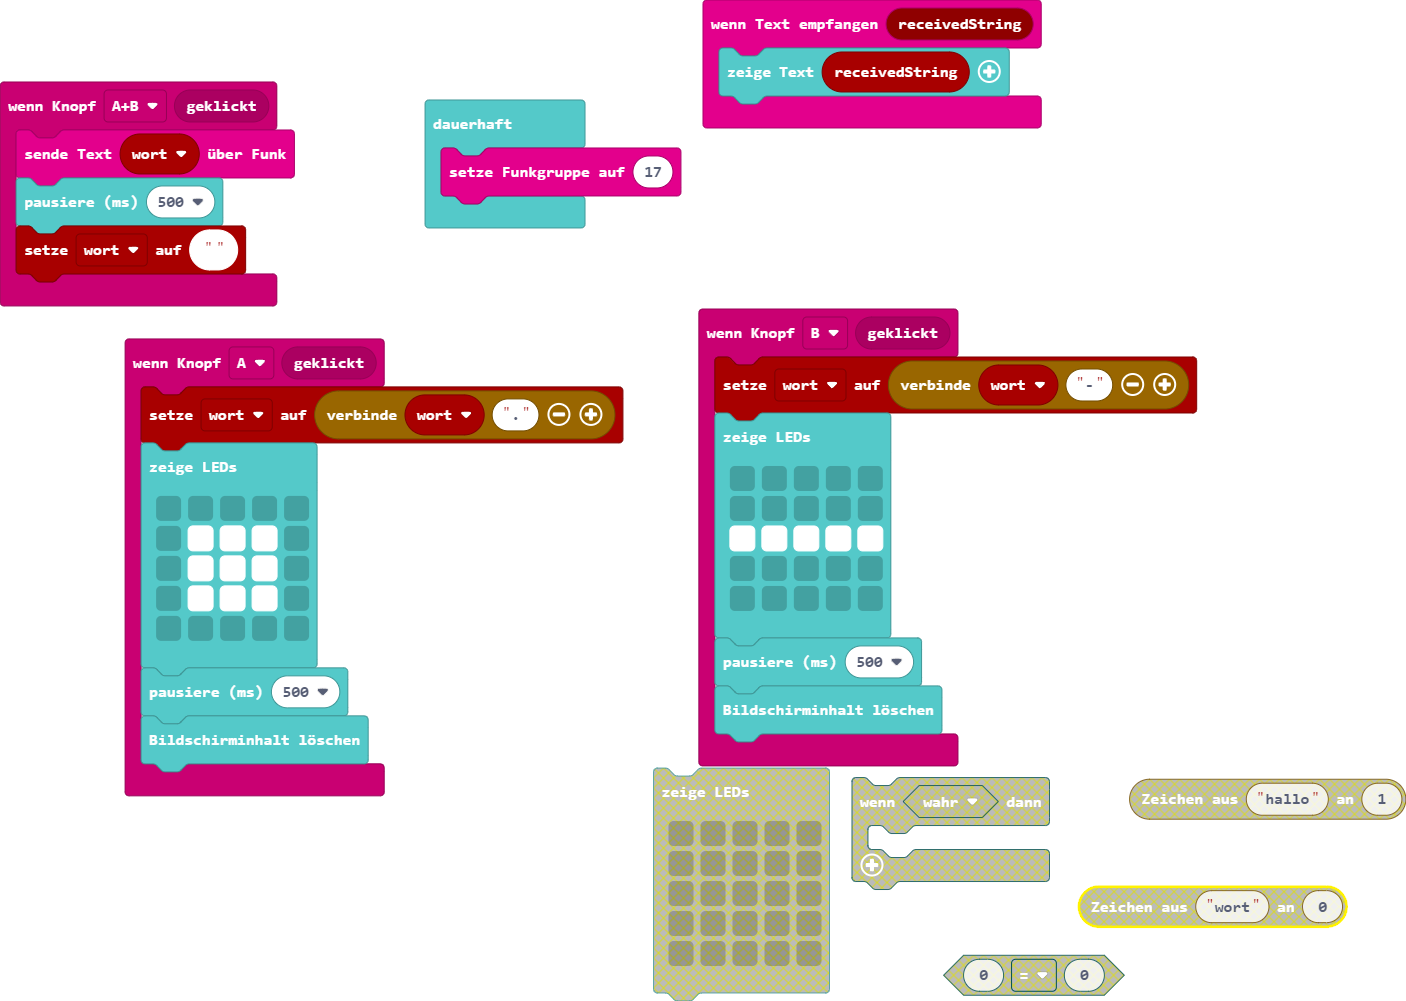 wenn Text empfangen receivedString
zeige Text receivedString
wenn Knopf A+B geklickt
sende Text wort über Funk
pausiere (ms) 500
setze wort auf " "
dauerhaft
setze Funkgruppe auf 17
wenn Knopf A geklickt
setze wort auf verbinde wort "."
zeige LEDs
pausiere (ms) 500
Bildschirminhalt löschen
wenn Knopf B geklickt
setze wort auf verbinde wort "-"
zeige LEDs
pausiere (ms) 500
Bildschirminhalt löschen
zeige LEDs
wenn wahr dann
Zeichen aus "hallo" an 1
Zeichen aus "wort" an 0
0 = 0